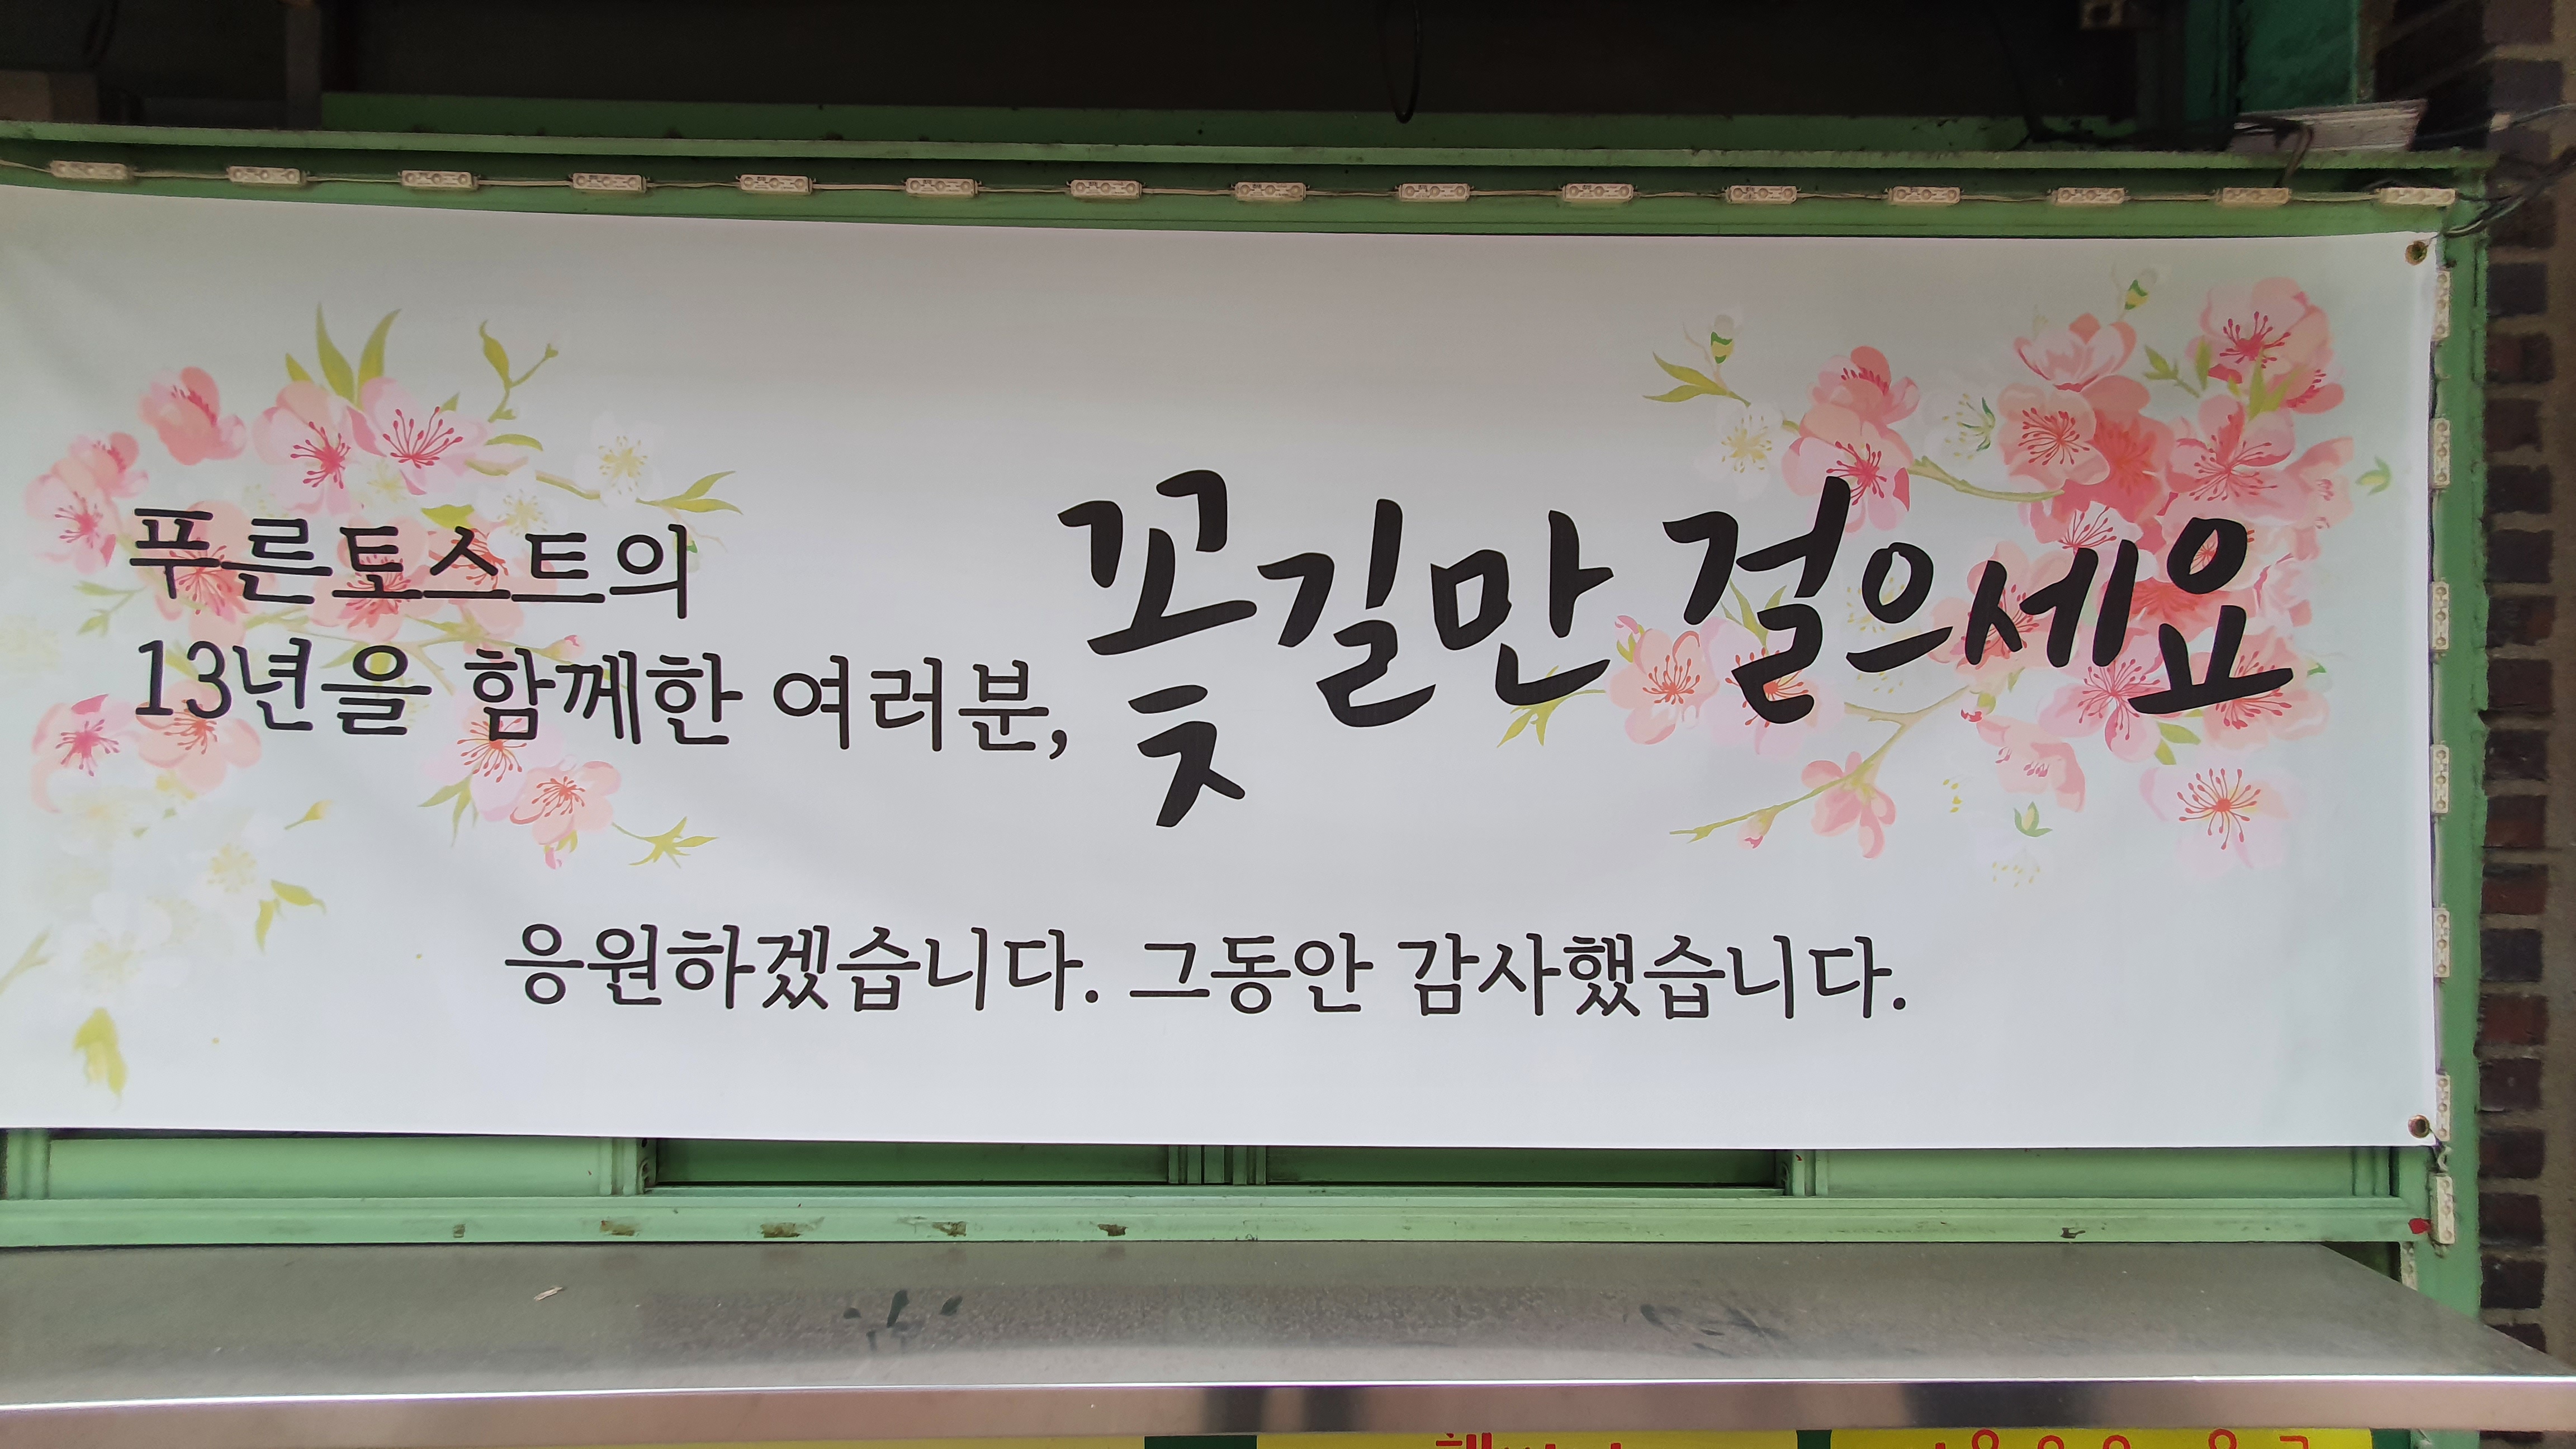 푸른토스트의
13년을 함께한 여러분, 꽃길만 걸으세요
응원하겠습니다. 그동안 감사했습니다.